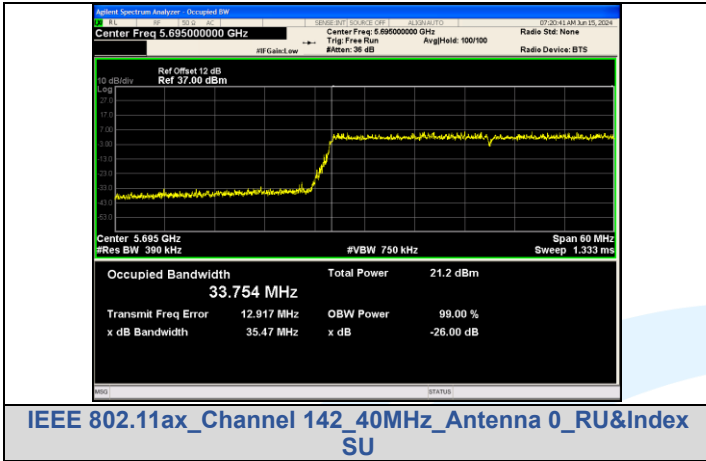 Agilent Spectrum Analyzer - Occupied BW
RL RF 50 Ω AC SENSE:INT SOURCE OFF ALIGN AUTO 07:20:41 AM Jun 15, 2024
Center Freq 5.695000000 GHz Center Freq: 5.695000000 GHz Radio Std: None
Trig: Free Run Avg|Hold: 100/100
#IFGain:Low #Atten: 36 dB Radio Device: BTS
Ref Offset 12 dB
10 dB/div Ref 37.00 dBm
Log
27.0
17.0
7.00
-3.00
-13.0
-23.0
-33.0
-43.0
-53.0
Center 5.695 GHz Span 60 MHz
#Res BW 390 kHz #VBW 750 kHz Sweep 1.333 ms
Occupied Bandwidth Total Power 21.2 dBm
33.754 MHz
Transmit Freq Error 12.917 MHz OBW Power 99.00 %
x dB Bandwidth 35.47 MHz x dB -26.00 dB
MSG STATUS
IEEE 802.11ax_Channel 142_40MHz_Antenna 0_RU&Index
SU